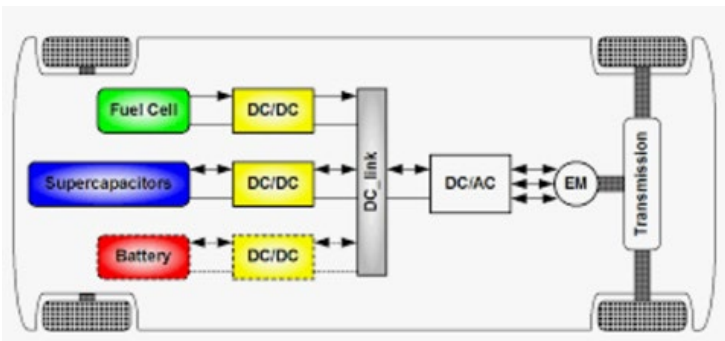 Fuel Cell
DC/DC
Supercapacitors
DC/DC
Battery
DC/DC
DC_link
DC/AC
EM
Transmission